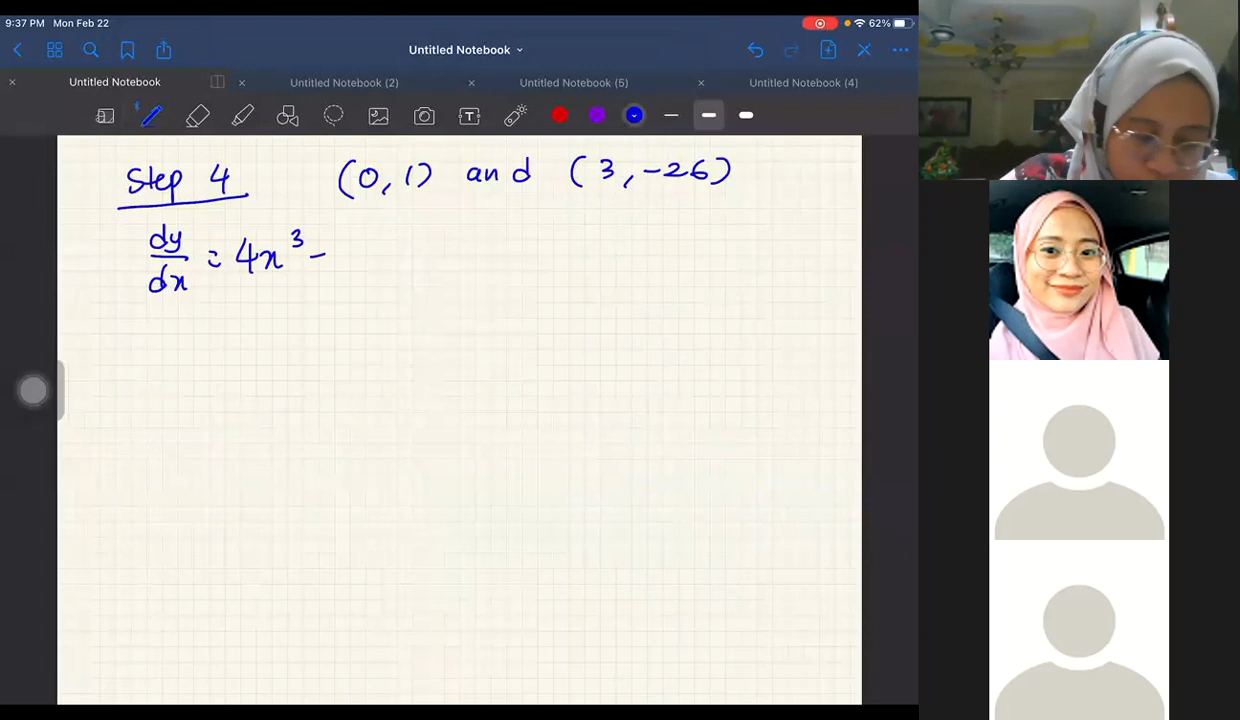 9:37 PM Mon Feb 22
62%
Untitled Notebook
Untitled Notebook
Untitled Notebook (2)
Untitled Notebook (5)
Untitled Notebook (4)
T
Step 4 (0, 1) and (3, -26)
dy/dx = 4x³ -